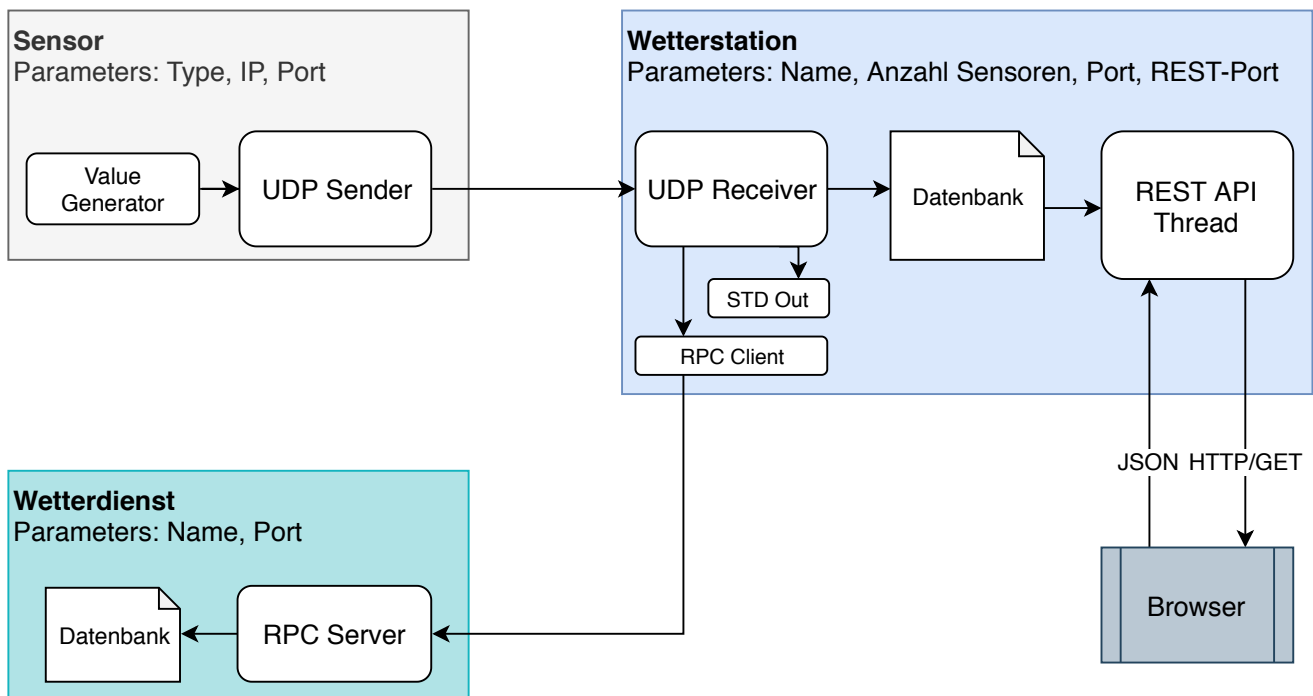 Sensor
Parameters: Type, IP, Port
Value
Generator
UDP Sender
Wetterstation
Parameters: Name, Anzahl Sensoren, Port, REST-Port
UDP Receiver
Datenbank
REST API
Thread
STD Out
RPC Client
JSON HTTP/GET
Wetterdienst
Parameters: Name, Port
Datenbank
RPC Server
Browser